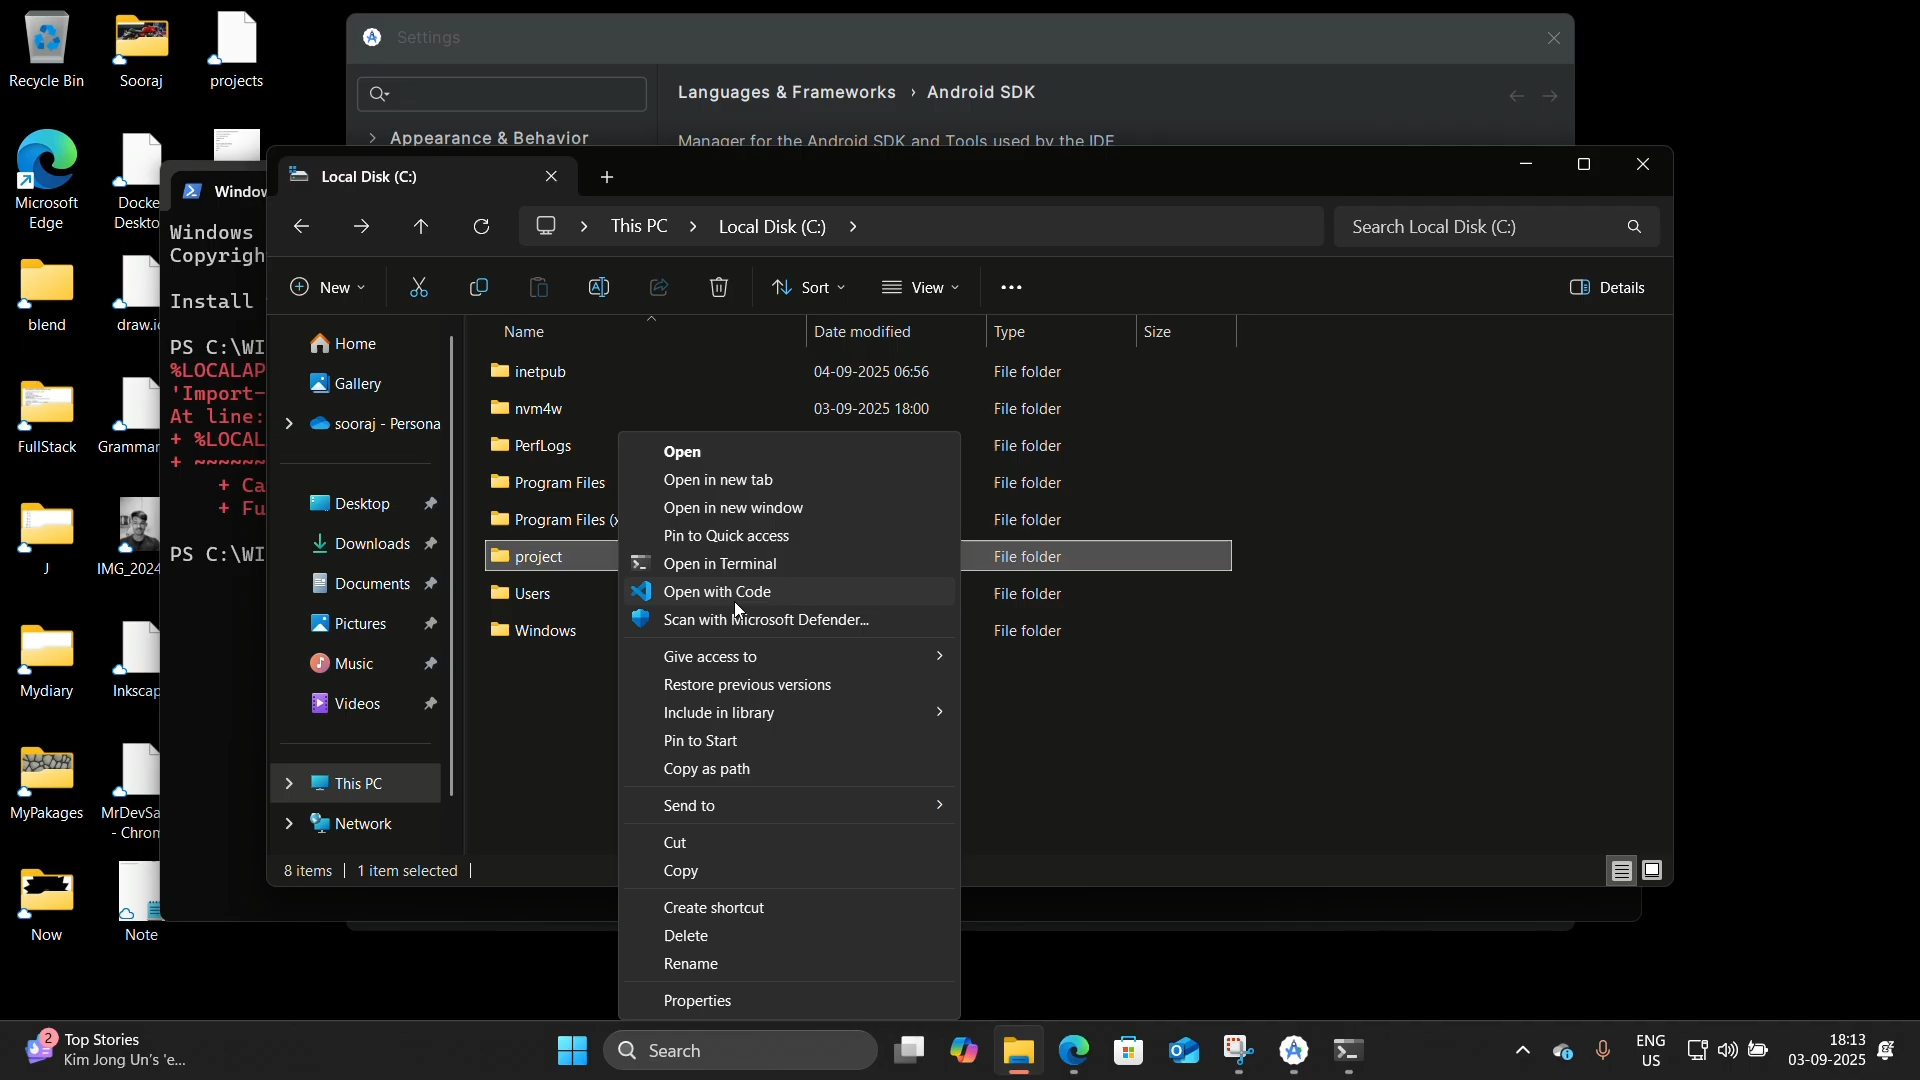 Recycle Bin
Sooraj
projects
Microsoft
Edge
Docke
Deskto
blend
draw.i
FullStack
Grammar
J
IMG_2024
Mydiary
Inkscap
MyPakages
MrDevSa
- Chron
Now
Note
Settings
Languages & Frameworks › Android SDK
Appearance & Behavior
Manager for the Android SDK and Tools used by the IDE
Window
Windows
Copyrigh
Install
PS C:\WI
%LOCALAP
'Import-
At line:
+ %LOCAL
+ ~~~~~~
+ Ca
+ Fu
PS C:\WI
Local Disk (C:)
This PC
Local Disk (C:)
Search Local Disk (C:)
New
Sort
View
Details
Home
Gallery
sooraj - Persona
Desktop
Downloads
Documents
Pictures
Music
Videos
This PC
Network
Name Date modified Type Size
inetpub 04-09-2025 06:56 File folder
nvm4w 03-09-2025 18:00 File folder
PerfLogs File folder
Program Files File folder
Program Files (x File folder
project File folder
Users File folder
Windows File folder
8 items
1 item selected
Open
Open in new tab
Open in new window
Pin to Quick access
Open in Terminal
Open with Code
Scan with Microsoft Defender...
Give access to
Restore previous versions
Include in library
Pin to Start
Copy as path
Send to
Cut
Copy
Create shortcut
Delete
Rename
Properties
2
Top Stories
Kim Jong Un's 'e...
Search
ENG
US
18:13
03-09-2025